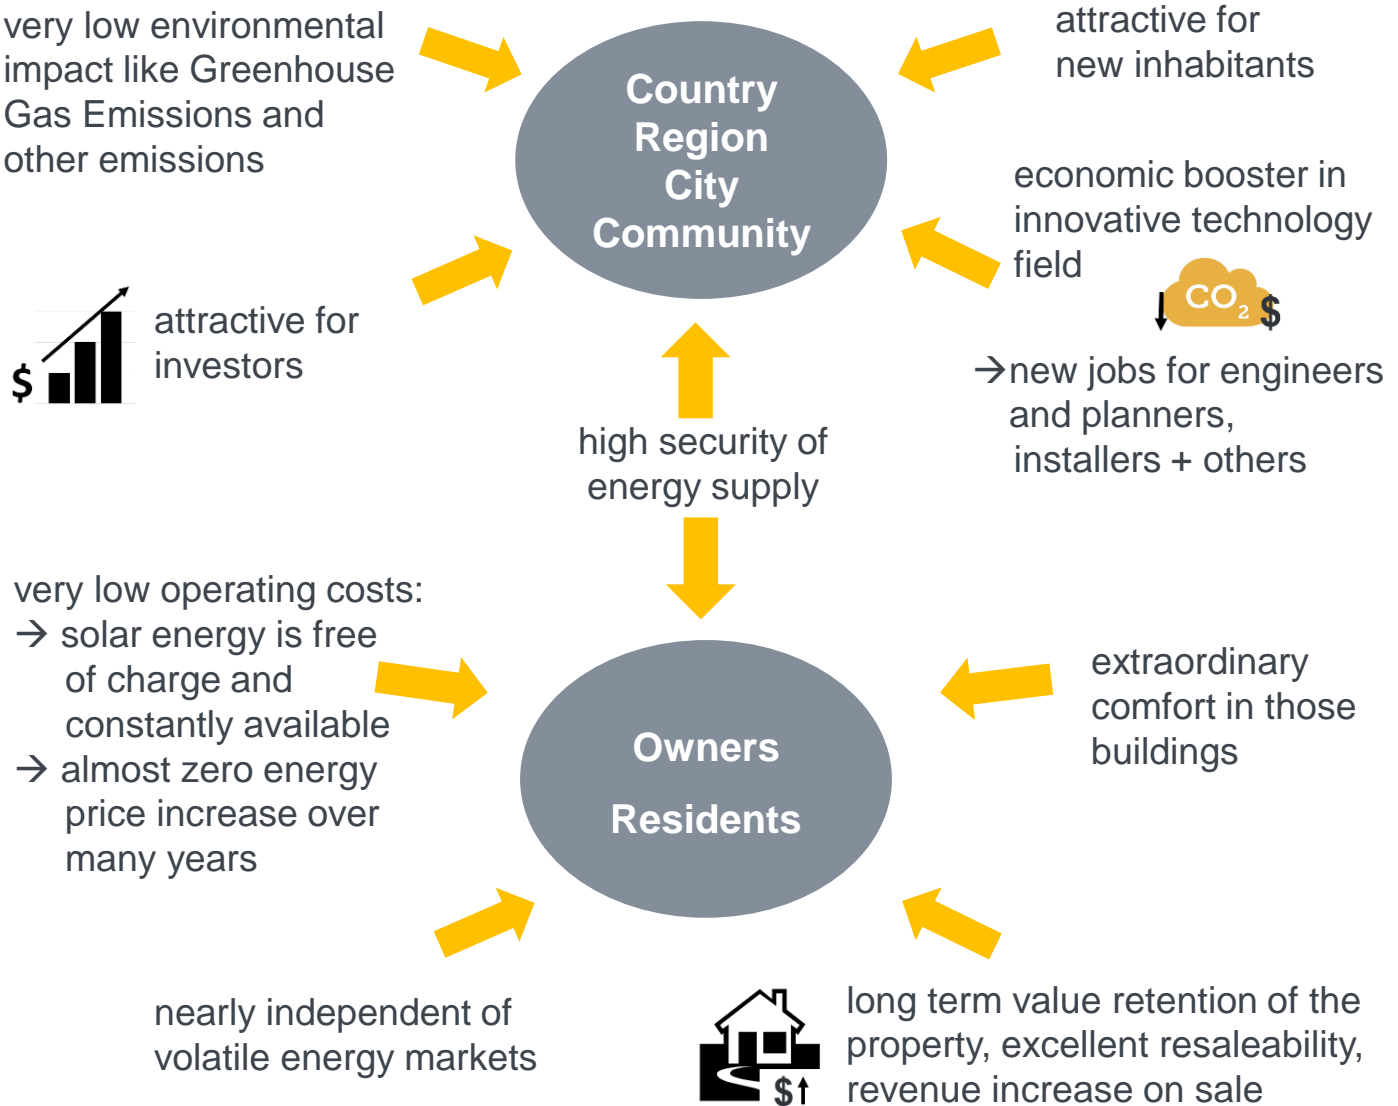 very low environmental
impact like Greenhouse
Gas Emissions and
other emissions
attractive for
new inhabitants
Country
Region
City
Community
economic booster in
innovative technology
field
CO2 $
→new jobs for engineers
and planners,
installers + others
$
attractive for
investors
high security of
energy supply
very low operating costs:
→ solar energy is free
of charge and
constantly available
→ almost zero energy
price increase over
many years
Owners
Residents
extraordinary
comfort in those
buildings
nearly independent of
volatile energy markets
$
long term value retention of the
property, excellent resaleability,
revenue increase on sale